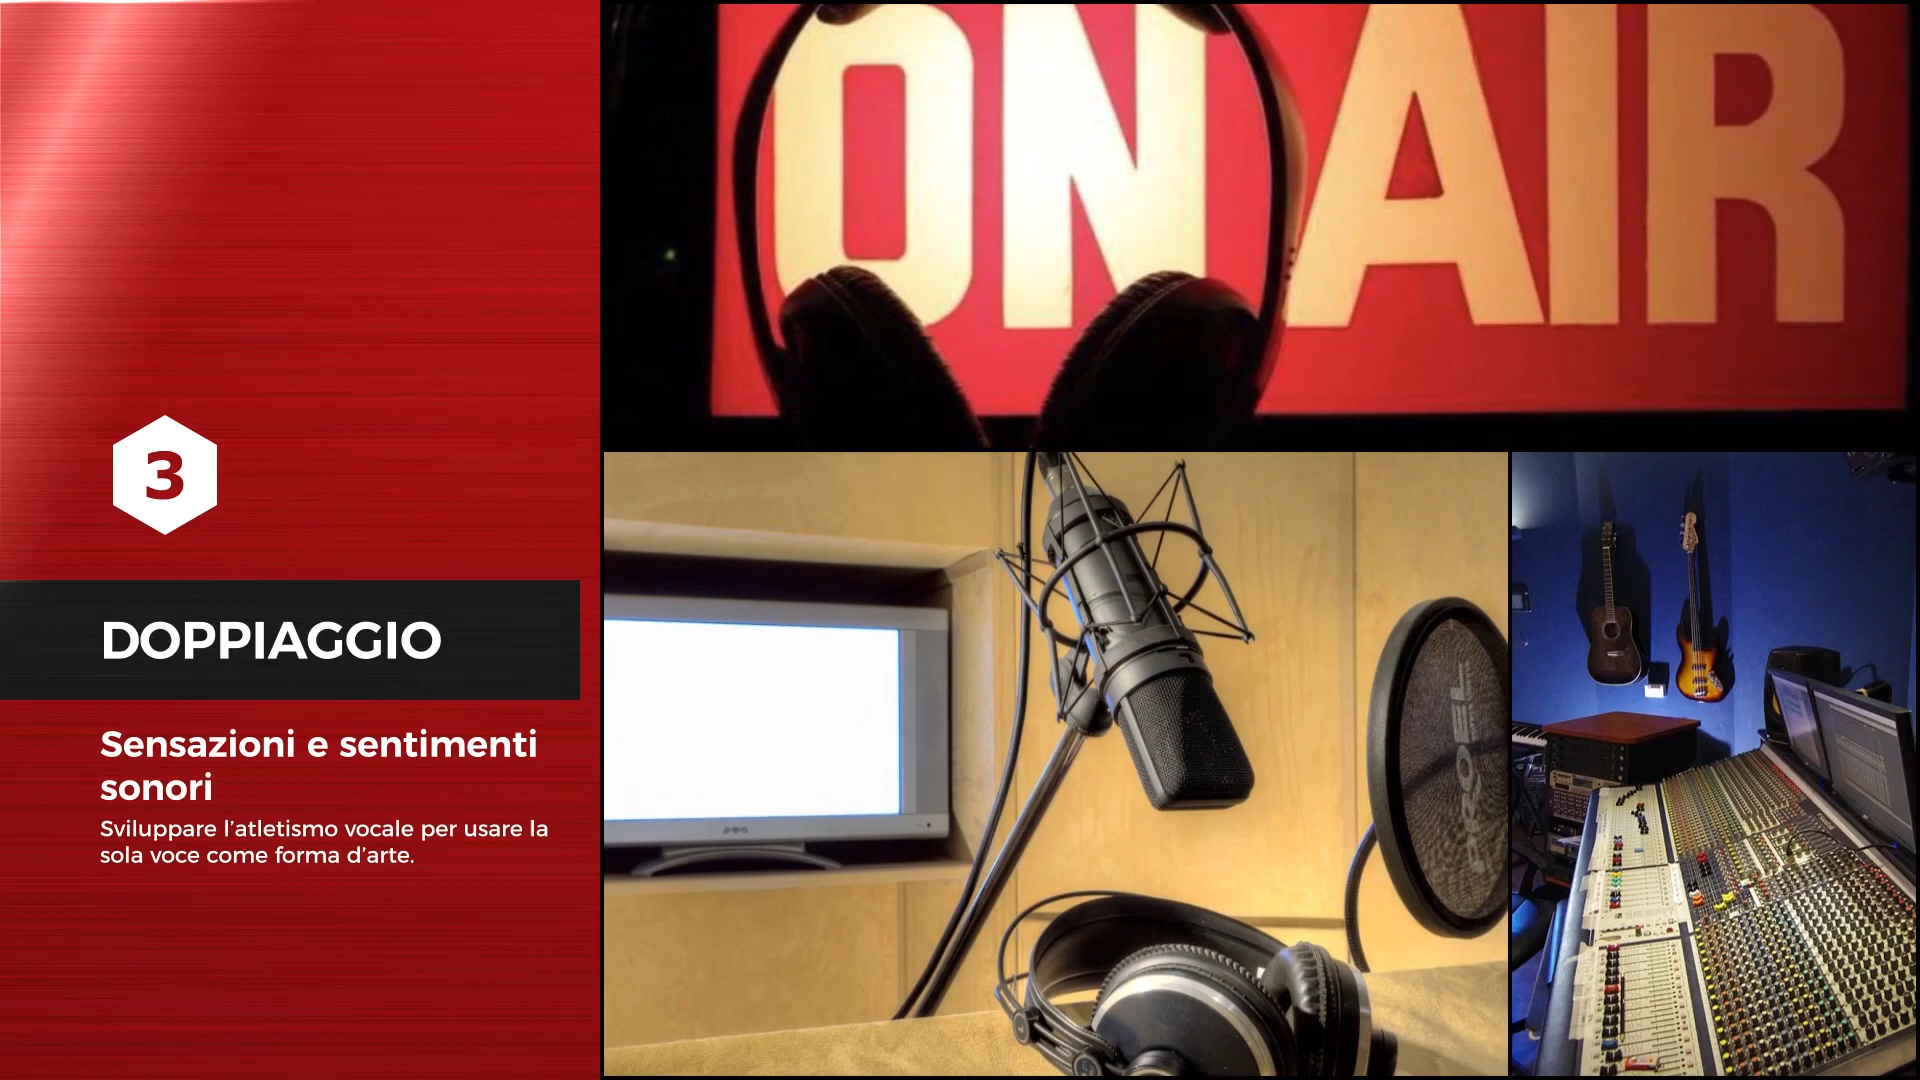 3
DOPPIAGGIO
Sensazioni e sentimenti
sonori
Sviluppare l’atletismo vocale per usare la
sola voce come forma d’arte.
ON AIR
PROEL